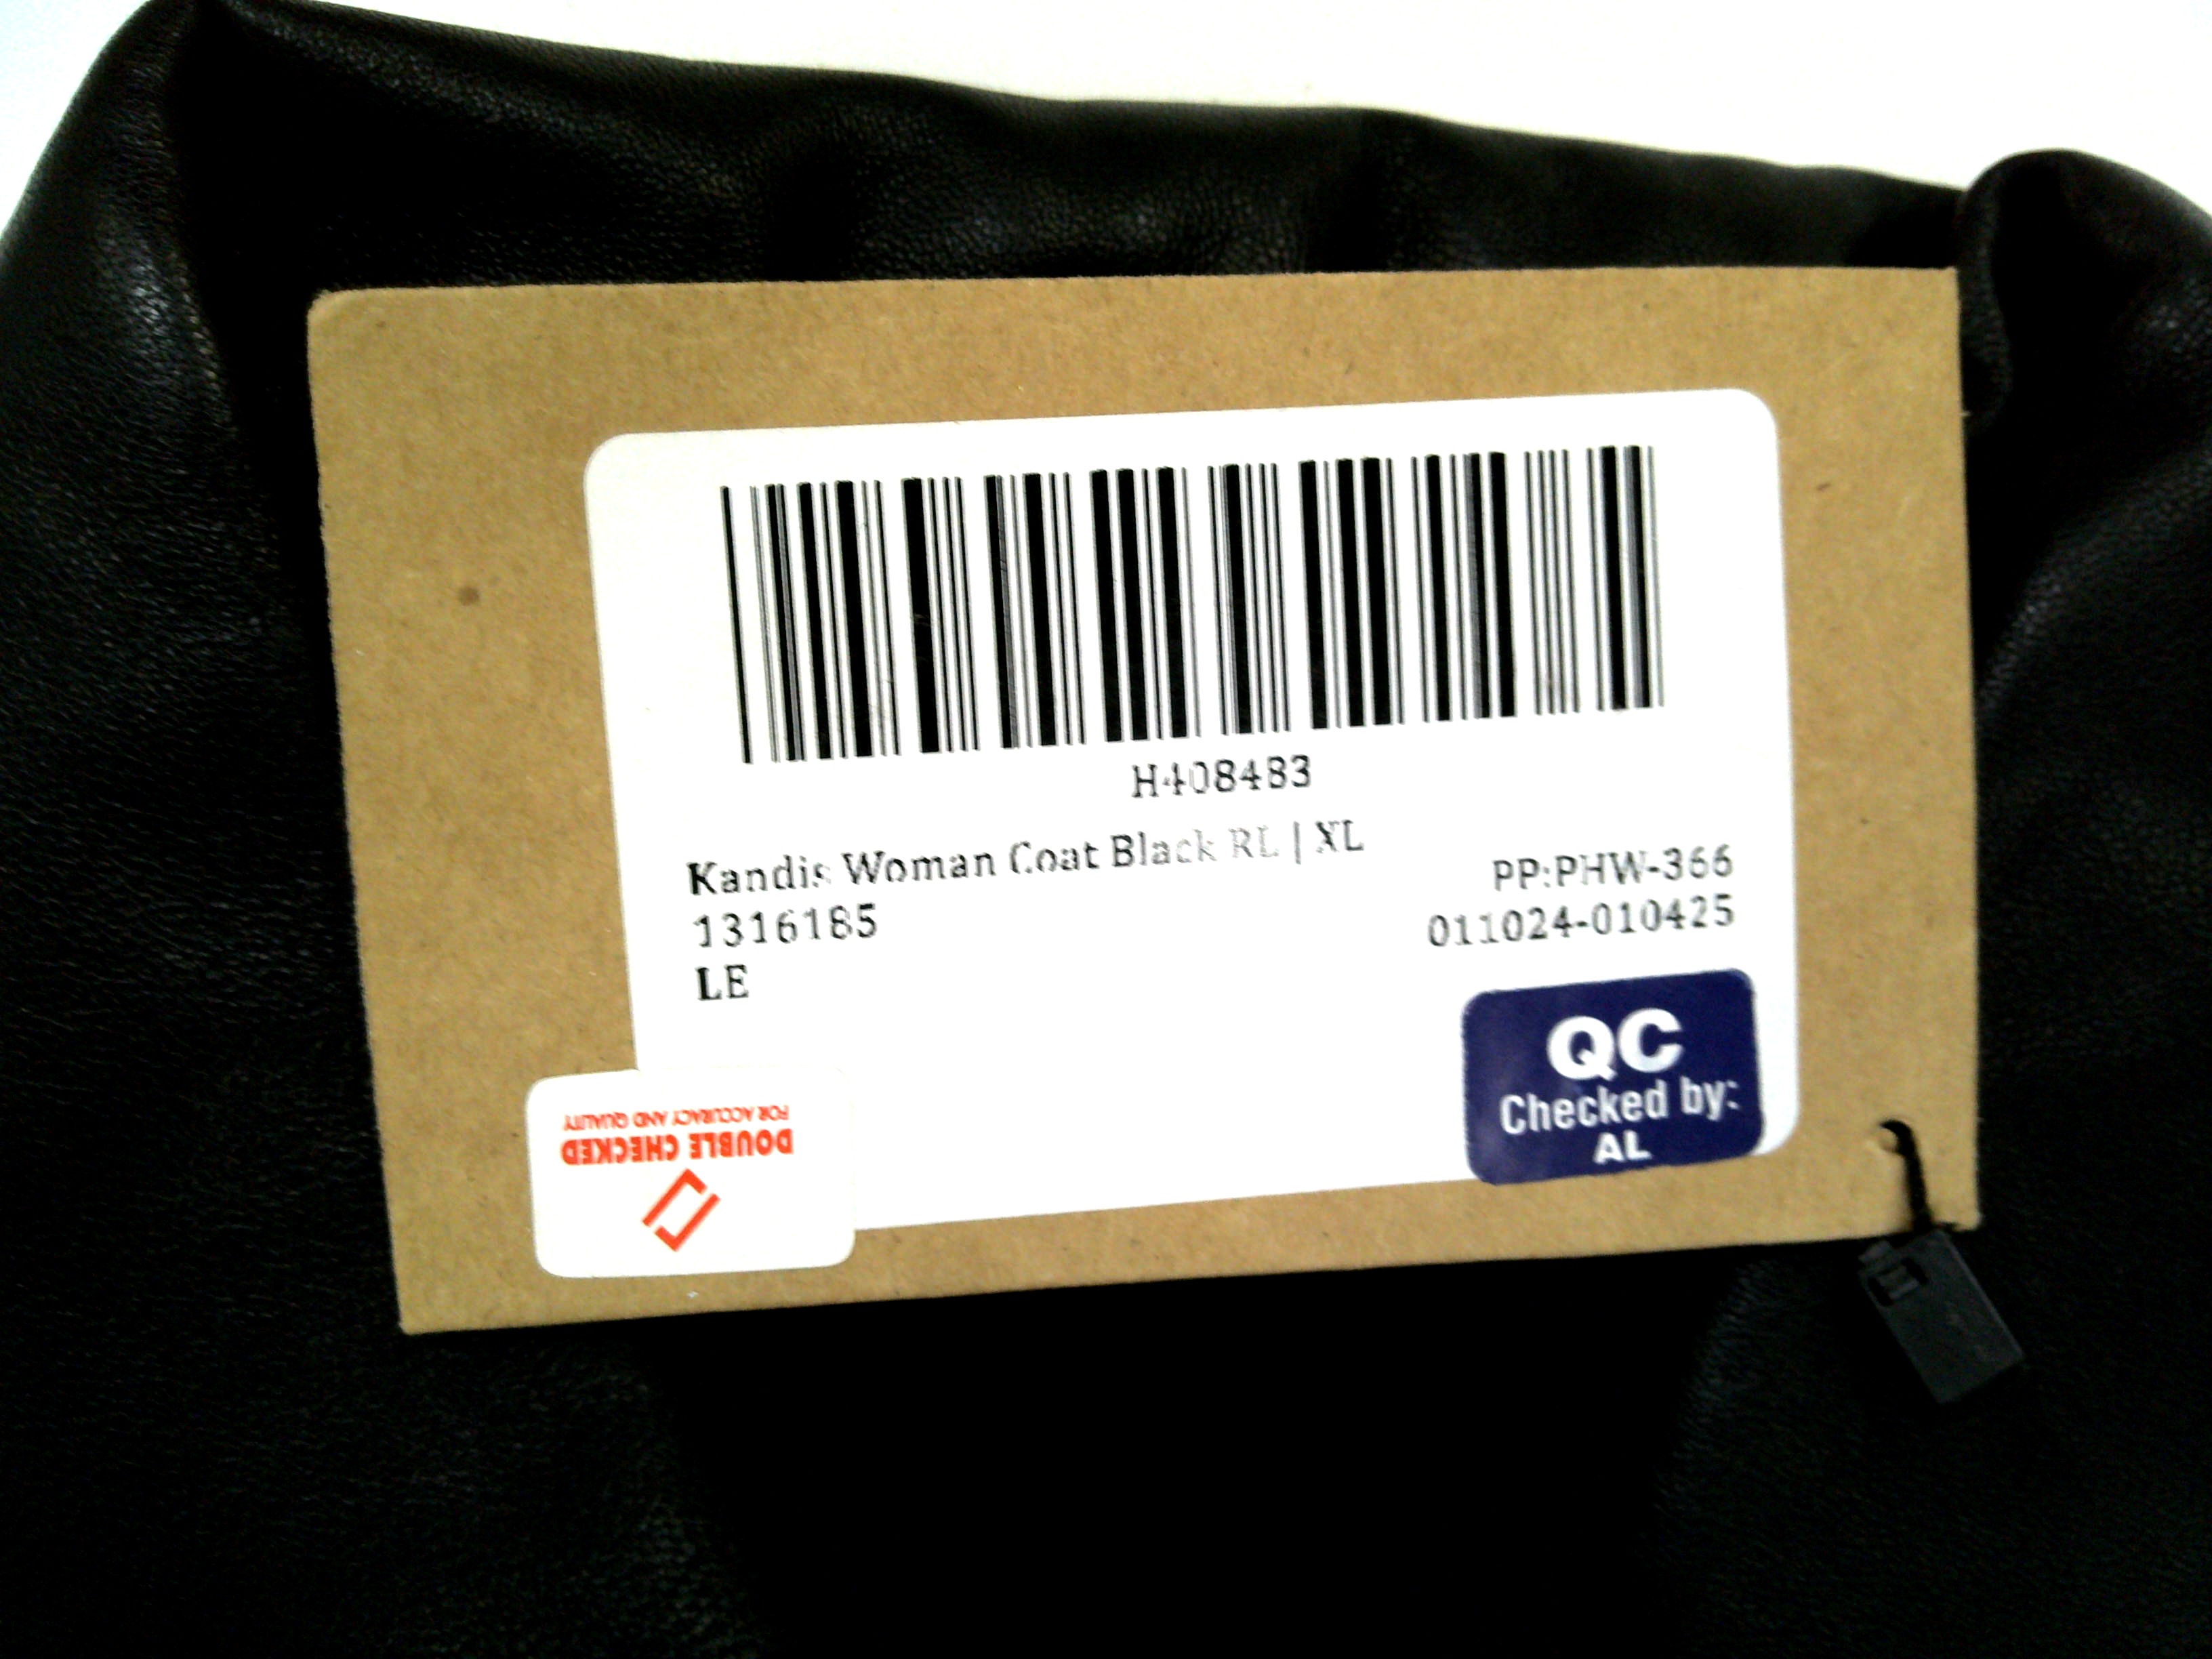 H408483
Kandis Woman Coat Black RL | XL
PP:PHW-366
1316185
011024-010425
LE
QC
Checked by:
AL
DOUBLE CHECKED
FOR ACCURACY AND QUALITY